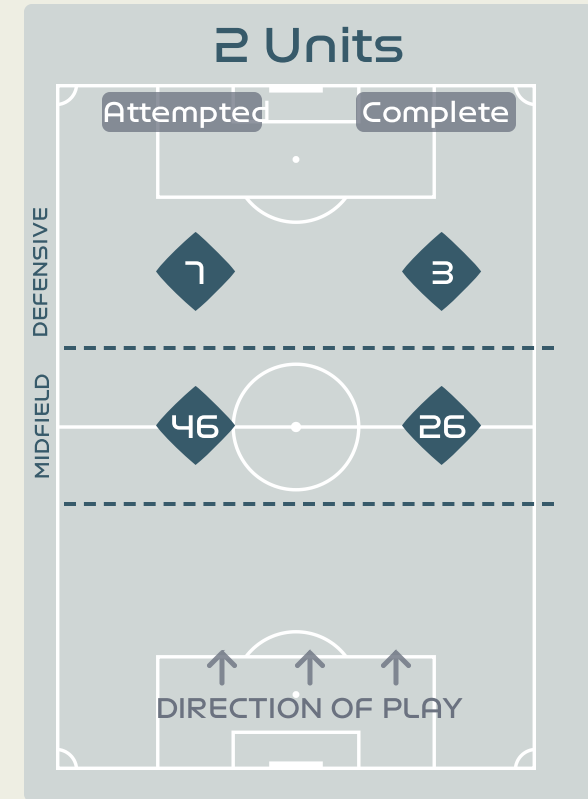 2 Units
Attempted
Complete
DEFENSIVE
7
3
MIDFIELD
46
26
DIRECTION OF PLAY